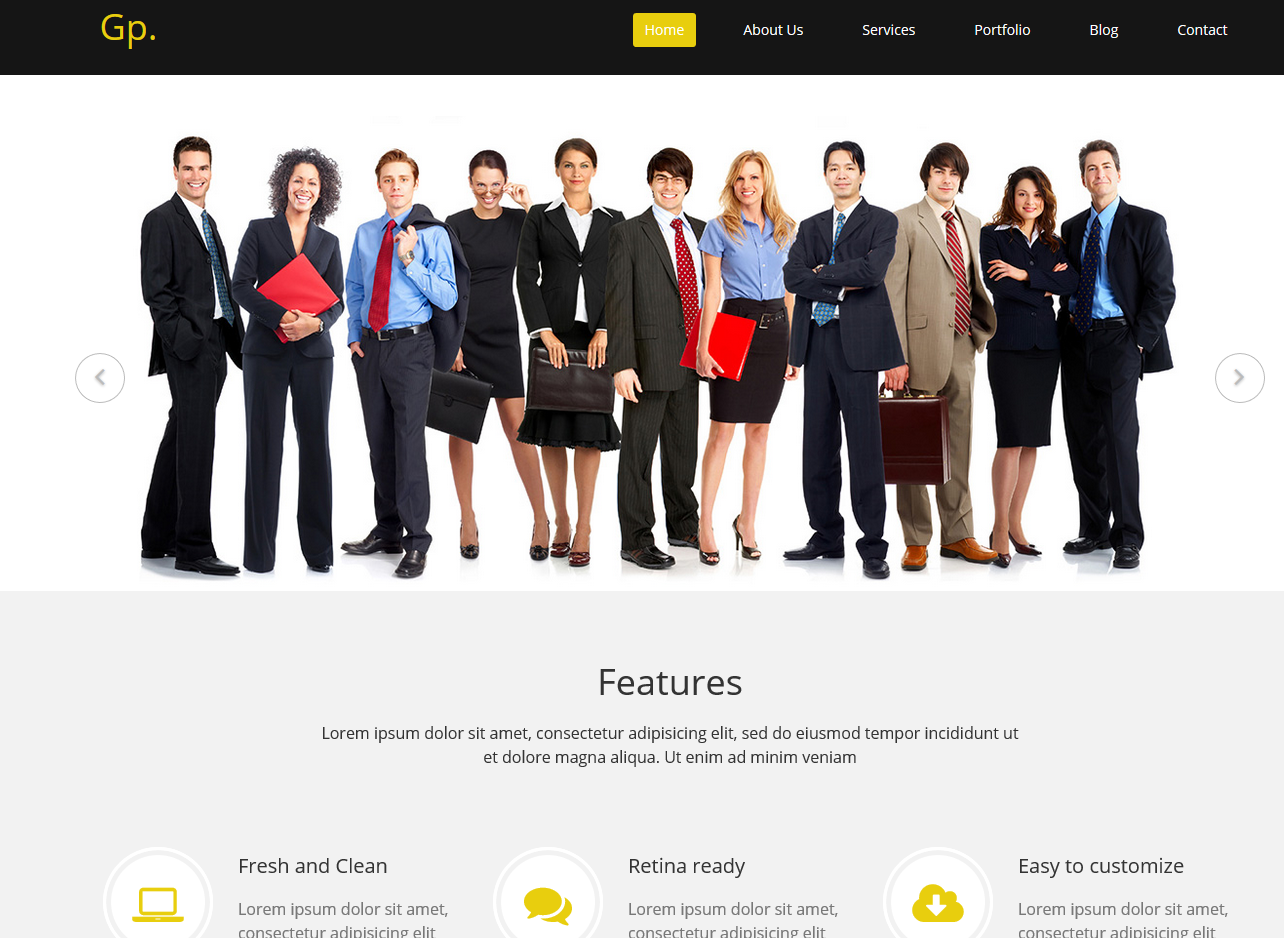 Gp.
Home About Us Services Portfolio Blog Contact
Features
Lorem ipsum dolor sit amet, consectetur adipisicing elit, sed do eiusmod tempor incididunt ut
et dolore magna aliqua. Ut enim ad minim veniam
Fresh and Clean
Lorem ipsum dolor sit amet,
consectetur adipisicing elit
Retina ready
Lorem ipsum dolor sit amet,
consectetur adipisicing elit
Easy to customize
Lorem ipsum dolor sit amet,
consectetur adipisicing elit